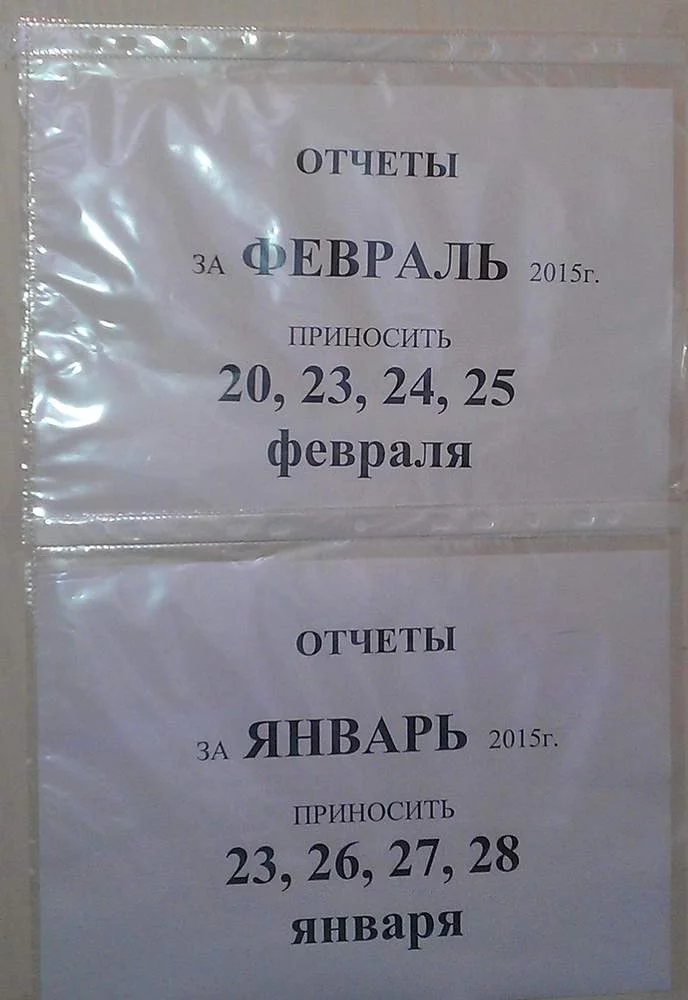 ОТЧЕТЫ
ЗА ФЕВРАЛЬ 2015г.
ПРИНОСИТЬ
20, 23, 24, 25
февраля
ОТЧЕТЫ
ЗА ЯНВАРЬ 2015г.
ПРИНОСИТЬ
23, 26, 27, 28
января